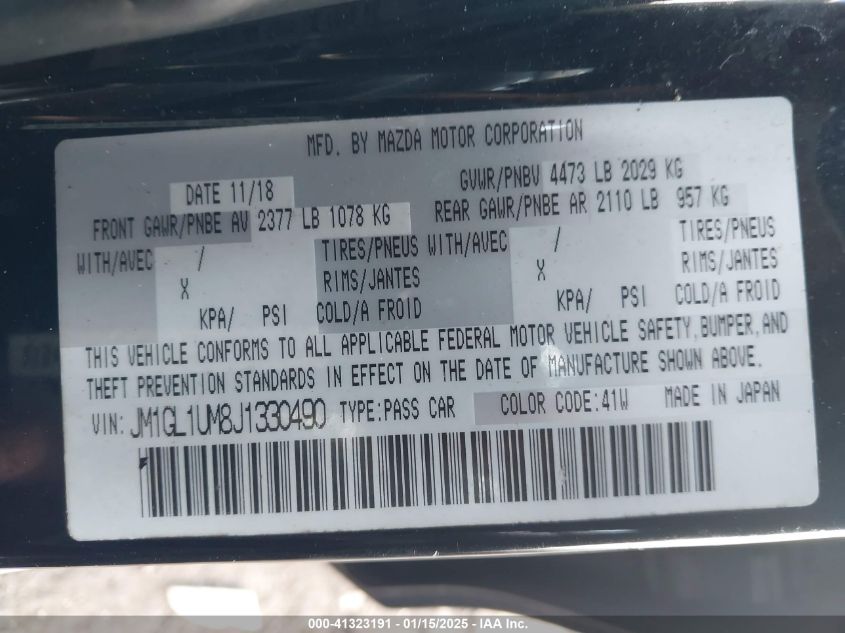 MFD. BY MAZDA MOTOR CORPORATION
DATE 11/18 GVWR/PNBV 4473 LB 2029 KG
FRONT GAWR/PNBE AV 2377 LB 1078 KG REAR GAWR/PNBE AR 2110 LB 957 KG
WITH/AVEC / TIRES/PNEUS WITH/AVEC / TIRES/PNEUS
X RIMS/JANTES X RIMS/JANTES
KPA/ PSI COLD/A FROID KPA/ PSI COLD/A FROID
THIS VEHICLE CONFORMS TO ALL APPLICABLE FEDERAL MOTOR VEHICLE SAFETY,BUMPER,AND
THEFT PREVENTION STANDARDS IN EFFECT ON THE DATE OF MANUFACTURE SHOWN ABOVE.
VIN: JM1GL1UM8J1330490 TYPE:PASS CAR COLOR CODE:41W MADE IN JAPAN
000-41323191 - 01/15/2025 - IAA Inc.